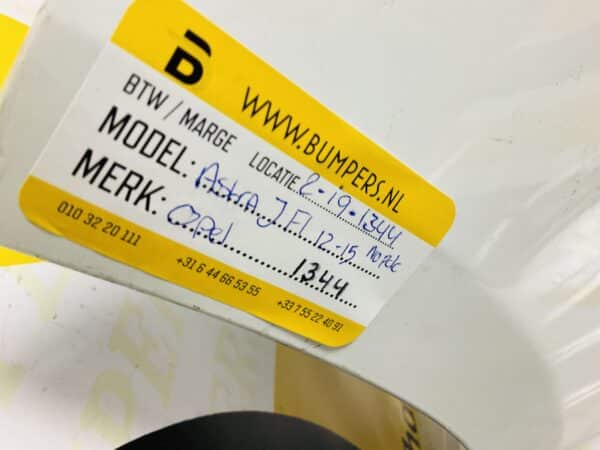 WWW.BUMPERS.NL
BTW / MARGE LOCATIE: 2-19-1344
MODEL: Astra J Fl 12-15
MERK: Opel 1344
010 32 20 111 +31 6 44 66 53 55 +33 7 55 22 40 91